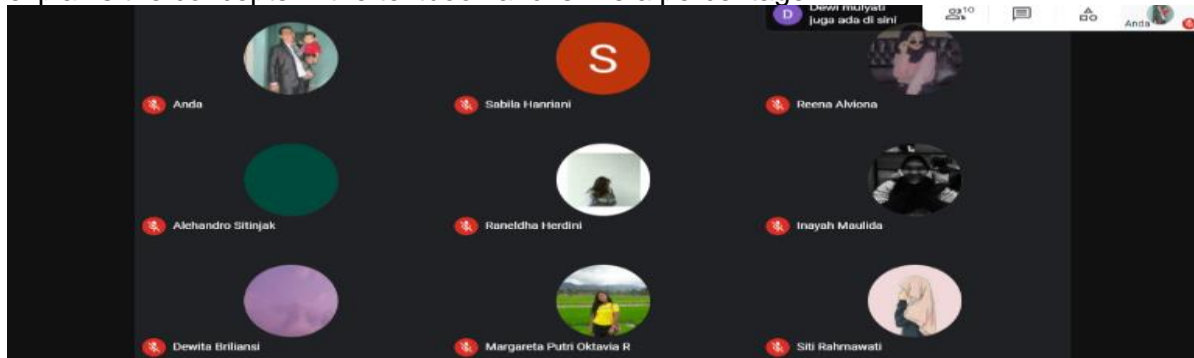 Dewi mulyati
juga ada di sini
10
Anda
S
Anda
Sabila Hanriani
Reena Alviona
Alehandro Sitinjak
Raneldha Herdini
Inayah Maulida
Dewita Briliansi
Margareta Putri Oktavia R
Siti Rahmawati
D